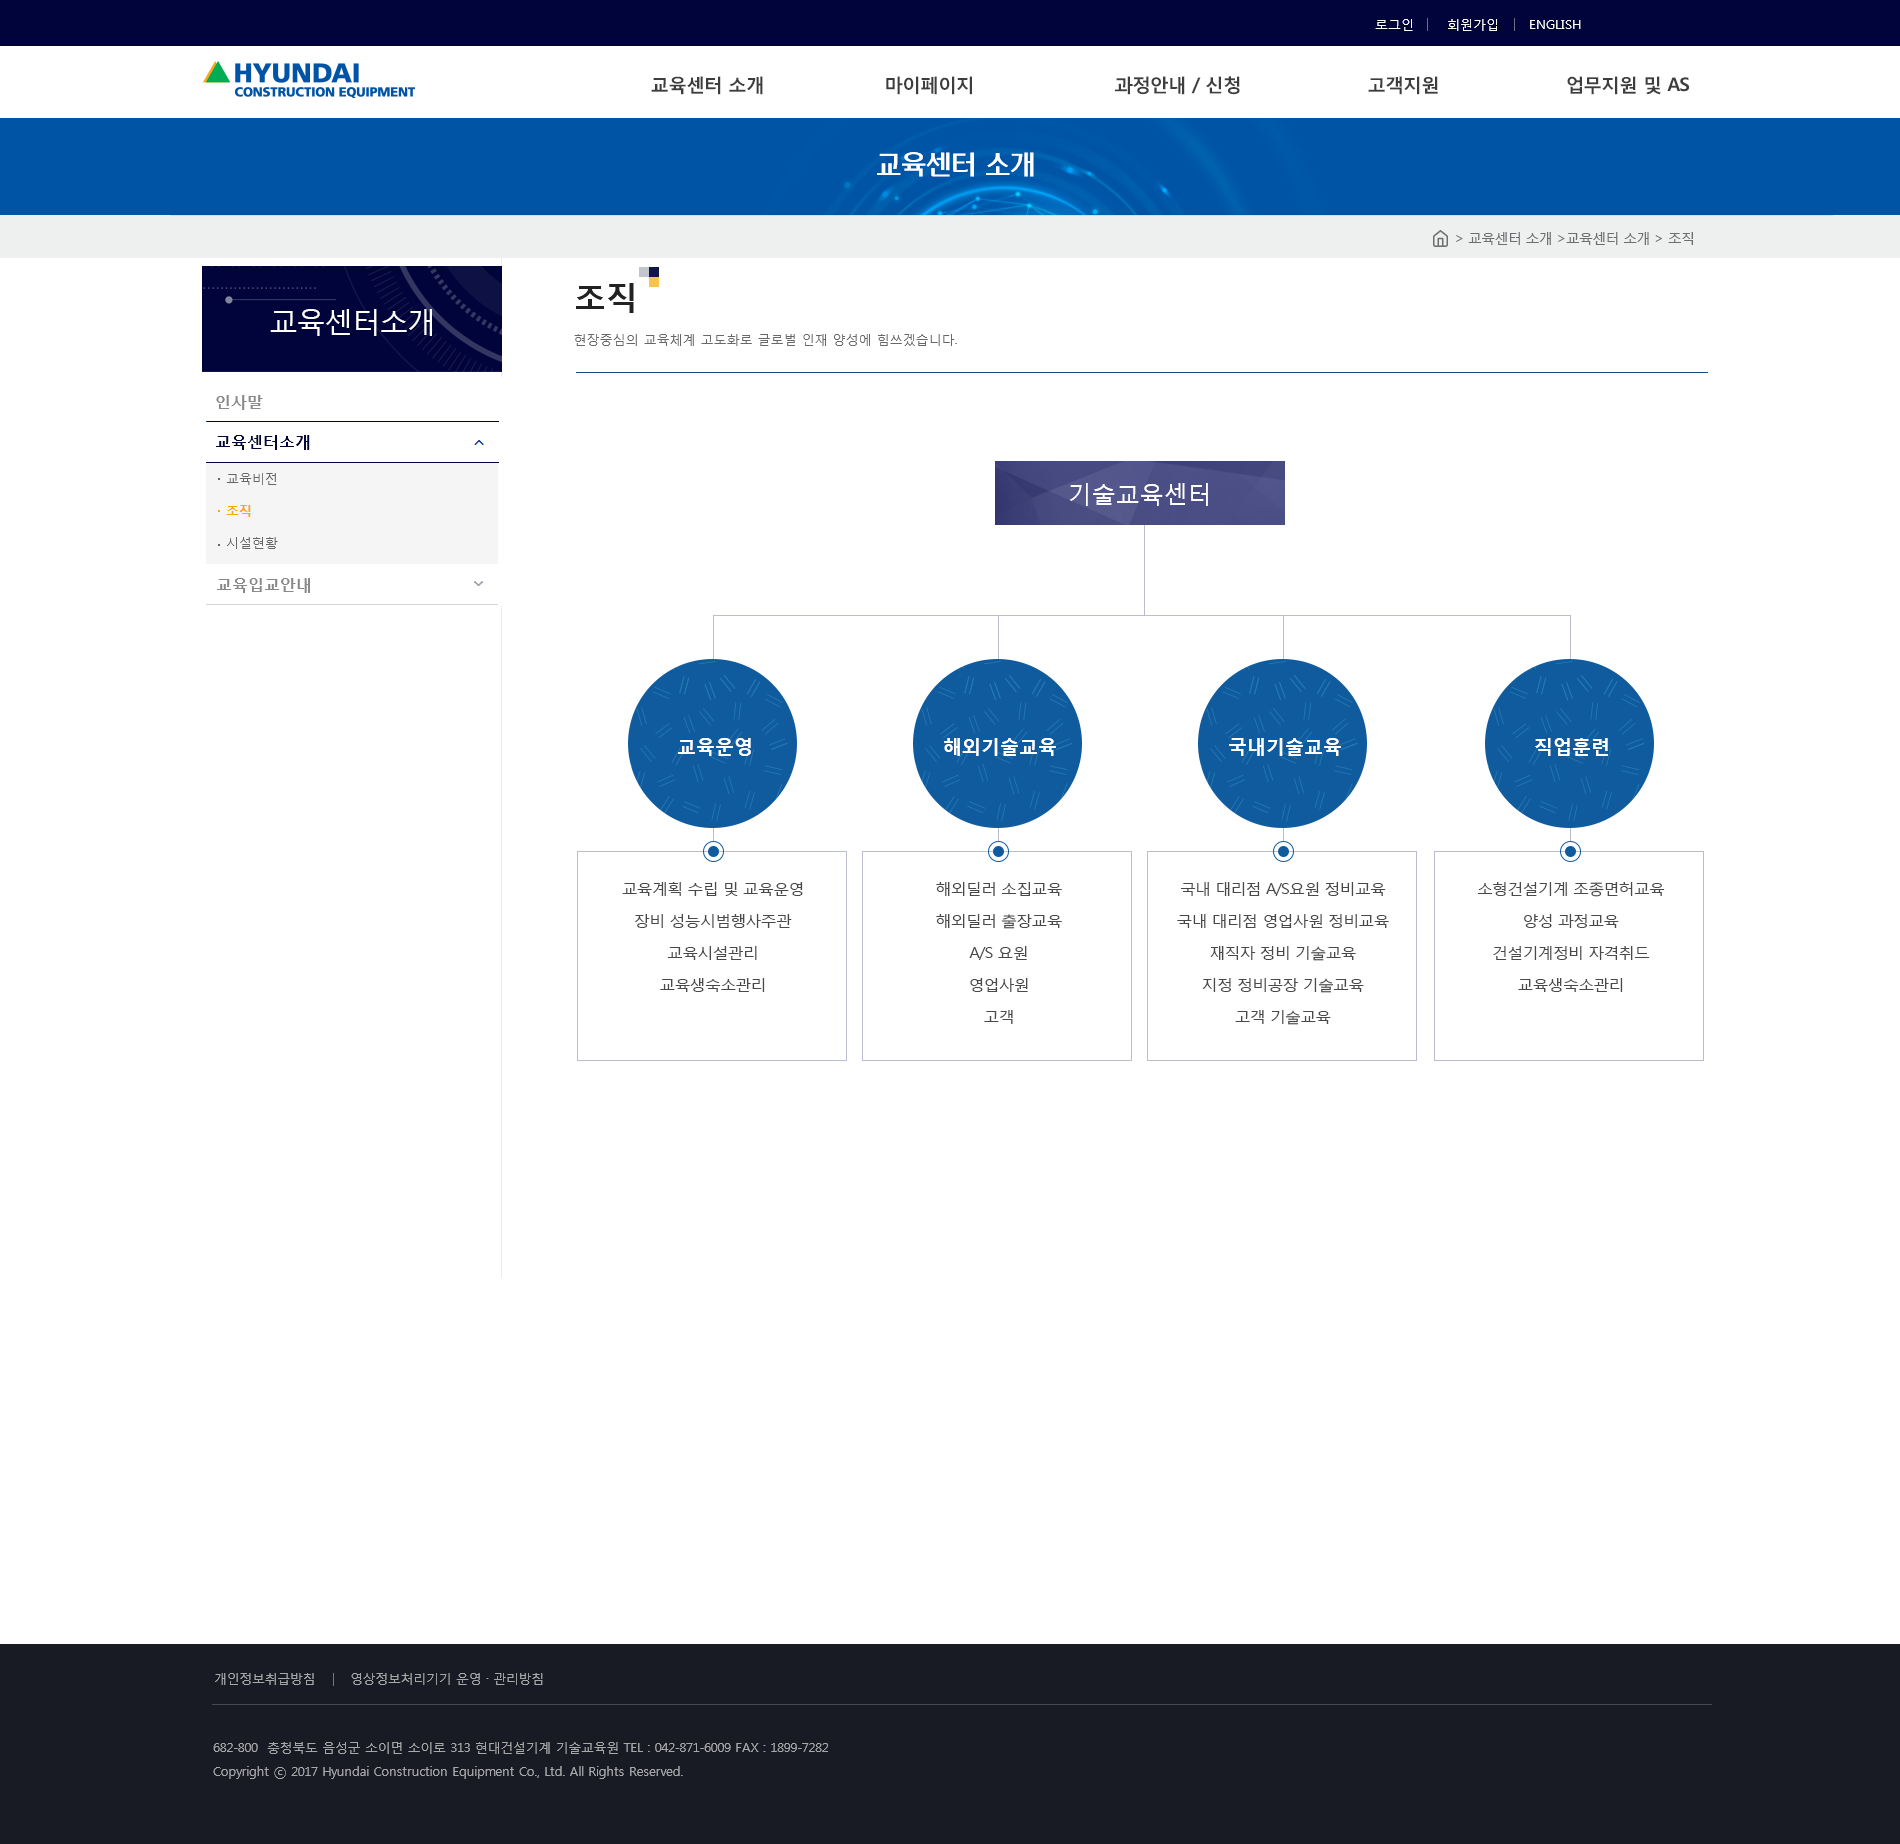 로그인 | 회원가입 | ENGLISH
HYUNDAI
CONSTRUCTION EQUIPMENT
교육센터 소개
마이페이지
과정안내 / 신청
고객지원
업무지원 및 AS
교육센터 소개
> 교육센터 소개 >교육센터 소개 > 조직
교육센터소개
인사말
교육센터소개
· 교육비전
· 조직
· 시설현황
교육입교안내
조직
현장중심의 교육체계 고도화로 글로벌 인재 양성에 힘쓰겠습니다.
기술교육센터
교육운영
교육계획 수립 및 교육운영
장비 성능시범행사주관
교육시설관리
교육생숙소관리
해외기술교육
해외딜러 소집교육
해외딜러 출장교육
A/S 요원
영업사원
고객
국내기술교육
국내 대리점 A/S요원 정비교육
국내 대리점 영업사원 정비교육
재직자 정비 기술교육
지정 정비공장 기술교육
고객 기술교육
직업훈련
소형건설기계 조종면허교육
양성 과정교육
건설기계정비 자격취드
교육생숙소관리
개인정보취급방침 | 영상정보처리기기 운영 · 관리방침
682-800 충청북도 음성군 소이면 소이로 313 현대건설기계 기술교육원 TEL : 042-871-6009 FAX : 1899-7282
Copyright ⓒ 2017 Hyundai Construction Equipment Co., Ltd. All Rights Reserved.